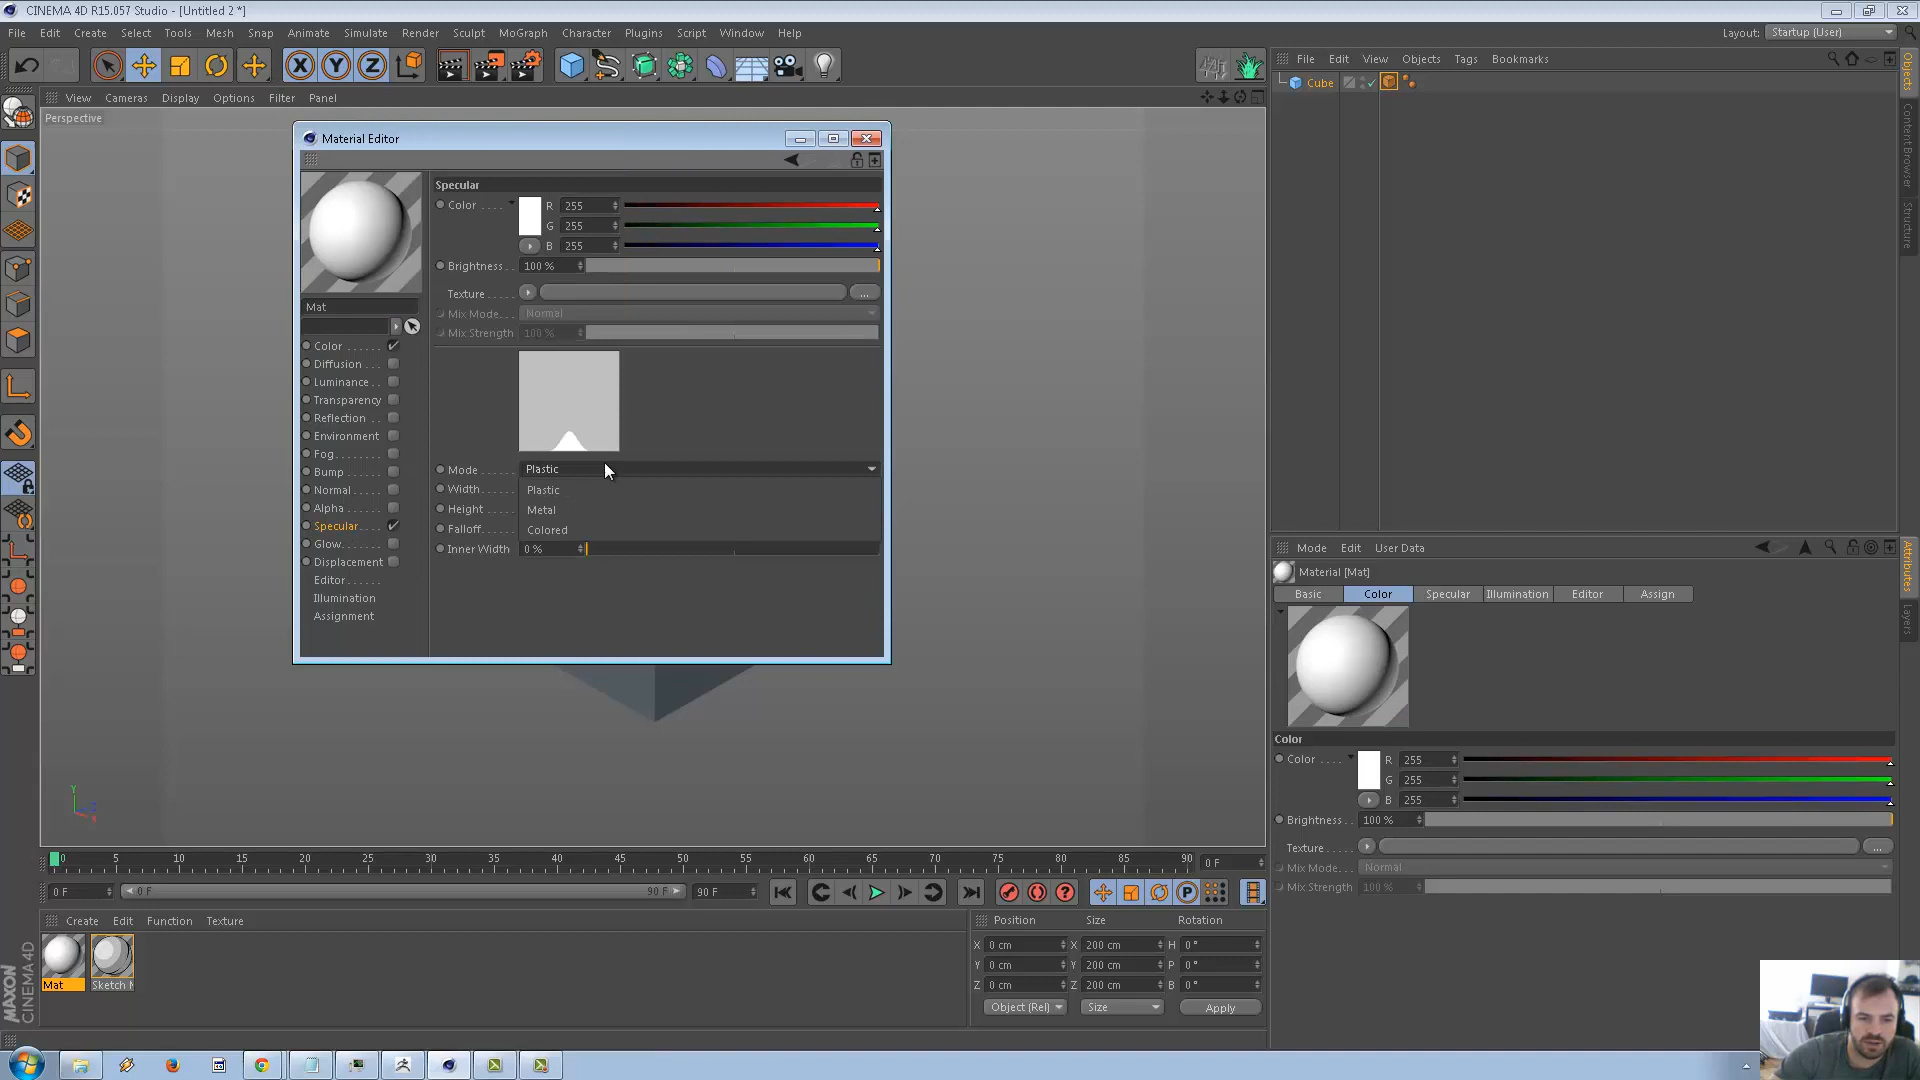 CINEMA 4D R15.057 Studio - [Untitled 2 *]
File Edit Create Select Tools Mesh Snap Animate Simulate Render Sculpt MoGraph Character Plugins Script Window Help
Layout: Startup (User)
X Y Z
File Edit View Objects Tags Bookmarks
Cube
View Cameras Display Options Filter Panel
Perspective
Material Editor
Specular
Color R 255
G 255
B 255
Brightness 100 %
Texture ...
Mix Mode Normal
Mix Strength 100 %
Mat
Color
Diffusion
Luminance
Transparency
Reflection
Environment
Fog
Bump
Normal
Alpha
Specular
Glow
Displacement
Editor
Illumination
Assignment
Mode Plastic
Width Plastic
Height Metal
Falloff Colored
Inner Width 0 %
Objects
Content Browser
Structure
Mode Edit User Data
Material [Mat]
Basic Color Specular Illumination Editor Assign
Color
Color R 255
G 255
B 255
Brightness 100 %
Texture ...
Mix Mode Normal
Mix Strength 100 %
Attributes
Layers
Y
X
0 5 10 15 20 25 30 35 40 45 50 55 60 65 70 75 80 85 90 0 F
0 F 0 F 90 F 90 F
P
Create Edit Function Texture
Mat
Sketch M
Position Size Rotation
X 0 cm X 200 cm H 0 °
Y 0 cm Y 200 cm P 0 °
Z 0 cm Z 200 cm B 0 °
Object (Rel) Size Apply
MAXON
CINEMA 4D